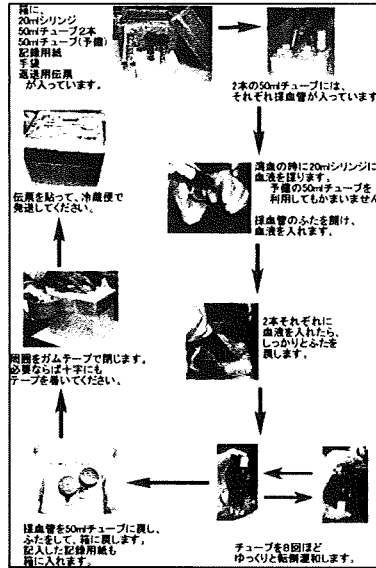 箱に、
20mlシリンジ
50mlチューブ2本
50mlチューブ(予備)
記録用紙
手袋
返送用伝票
が入っています。
2本の50mlチューブには、
それぞれ採血管が入っています
瀉血の時に20mlシリンジに
血液を採ります。
予備の50mlチューブを
利用してもかまいません
採血管のふたを開け、
血液を入れます。
2本それぞれに
血液を入れたら、
しっかりとふたを
戻します。
チューブを8回ほど
ゆっくりと転倒混和します。
採血管を50mlチューブに戻し、
ふたをして、箱に戻します。
記入した記録用紙も
箱に入れます。
周囲をガムテープで閉じます。
必要ならば十字にも
テープを巻いてください。
伝票を貼って、冷蔵便で
発送してください。